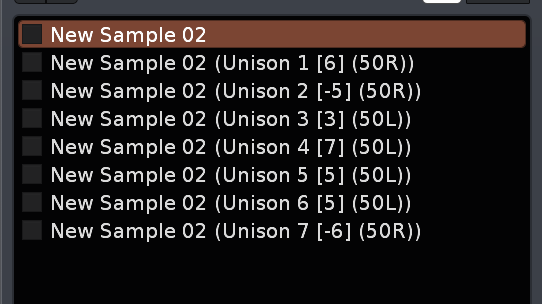 New Sample 02
New Sample 02 (Unison 1 [6] (50R))
New Sample 02 (Unison 2 [-5] (50R))
New Sample 02 (Unison 3 [3] (50L))
New Sample 02 (Unison 4 [7] (50L))
New Sample 02 (Unison 5 [5] (50L))
New Sample 02 (Unison 6 [5] (50L))
New Sample 02 (Unison 7 [-6] (50R))